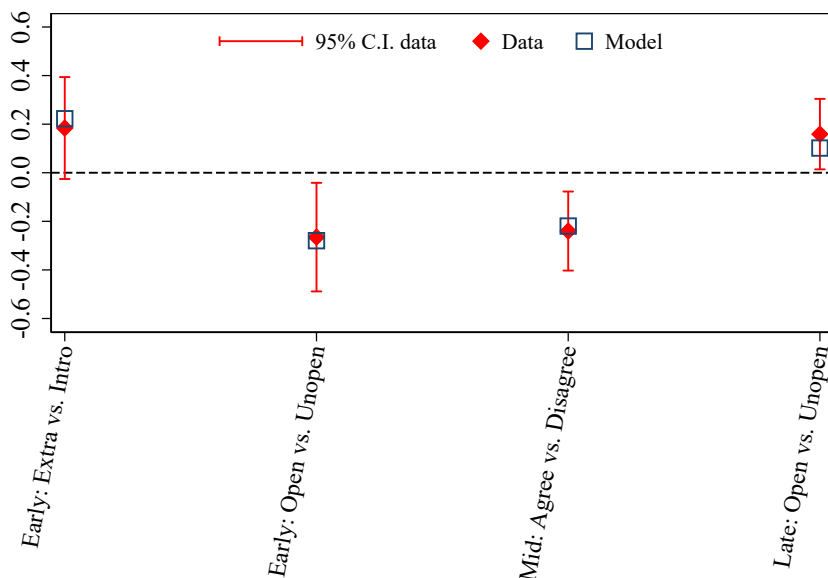 95% C.I. data Data Model
0.6
0.4
0.2
0.0
-0.2
-0.4
-0.6
Early: Extra vs. Intro
Early: Open vs. Unopen
Mid: Agree vs. Disagree
Late: Open vs. Unopen